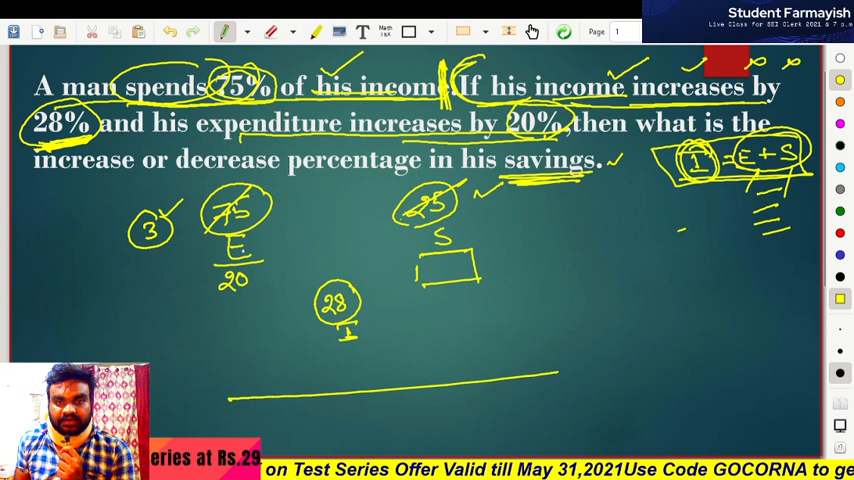 Student Farmayish
Live Class for SSI Clerk 2021 a 7 a.m
T
Math
Page
1
A man spends 75% of his income. If his income increases by
28% and his expenditure increases by 20%, then what is the
increase or decrease percentage in his savings.
1 = E + S
3
75
25
E
S
20
28
I
eries at Rs.29
on Test Series Offer Valid till May 31,2021Use Code GOCORNA to ge